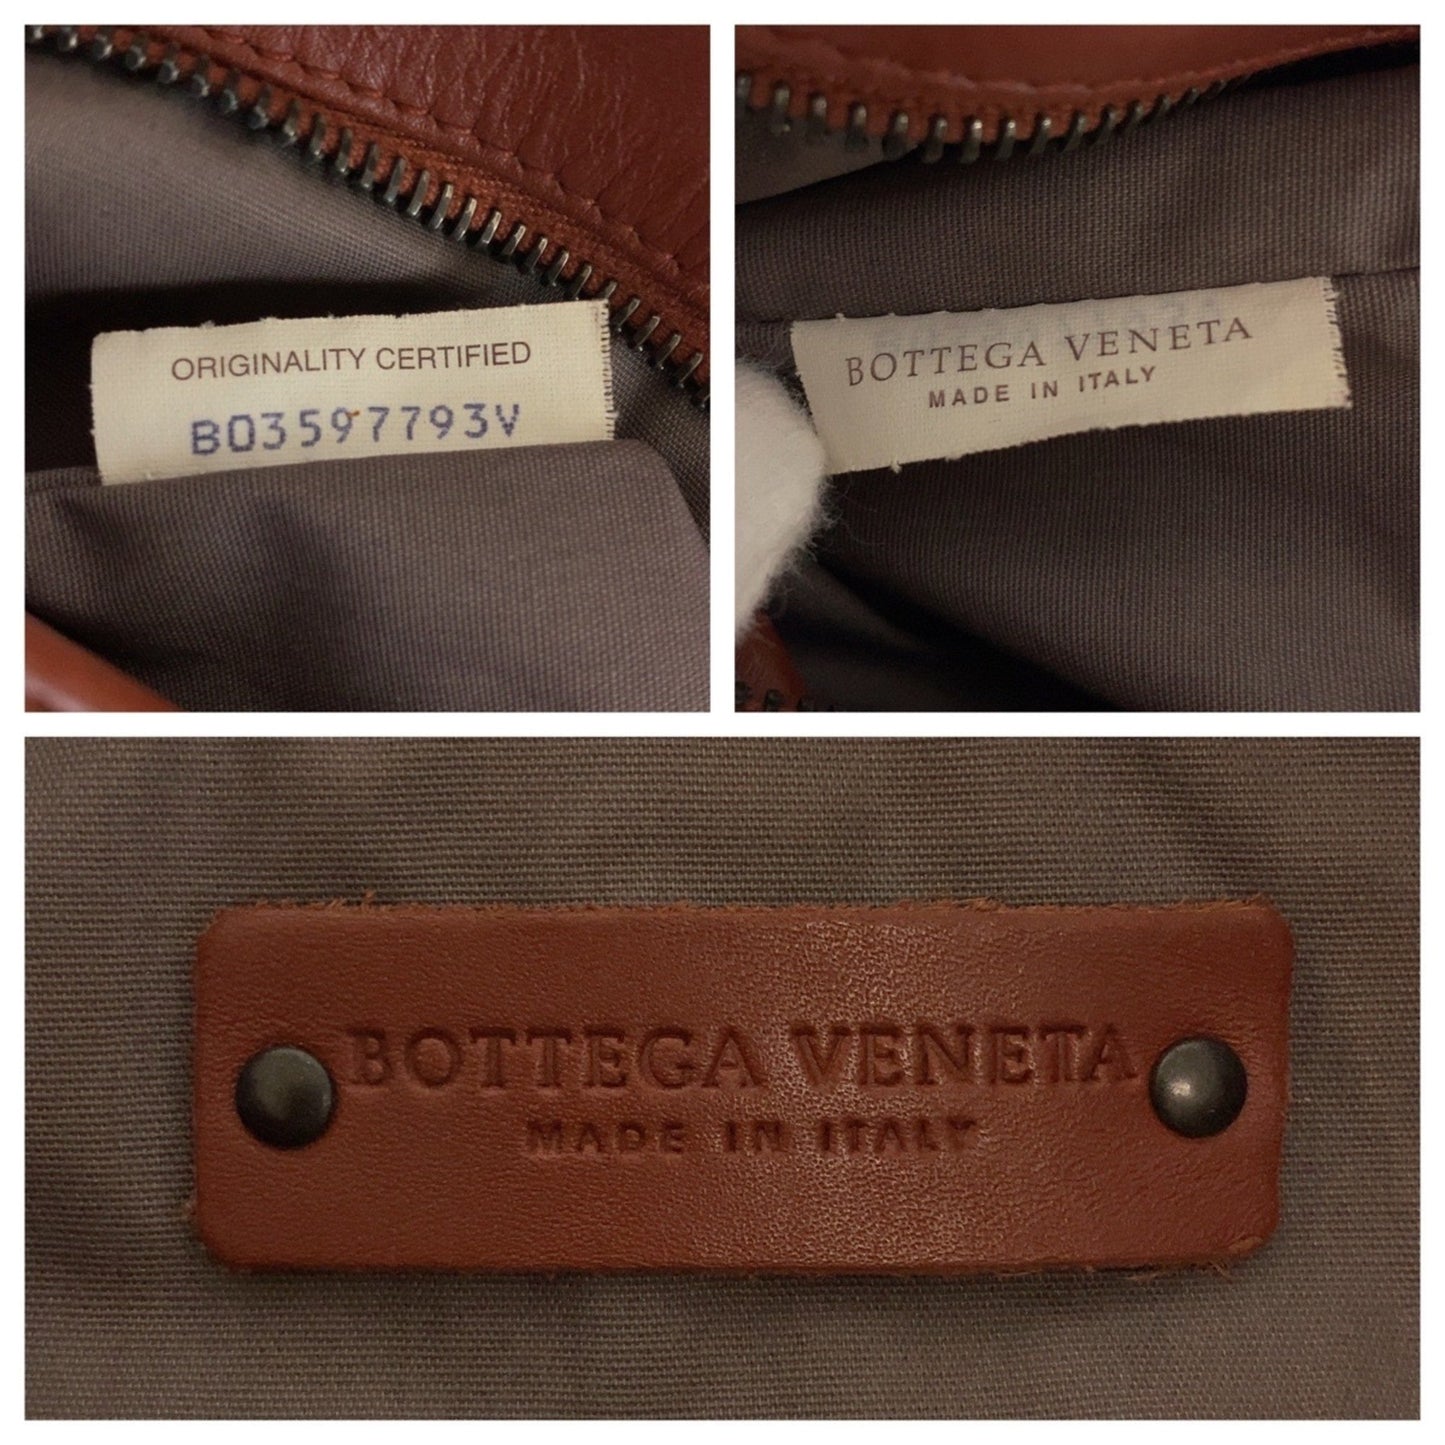 ORIGINALITY CERTIFIED
B03597793V
BOTTEGA VENETA
MADE IN ITALY
BOTTEGA VENETA
MADE IN ITALY